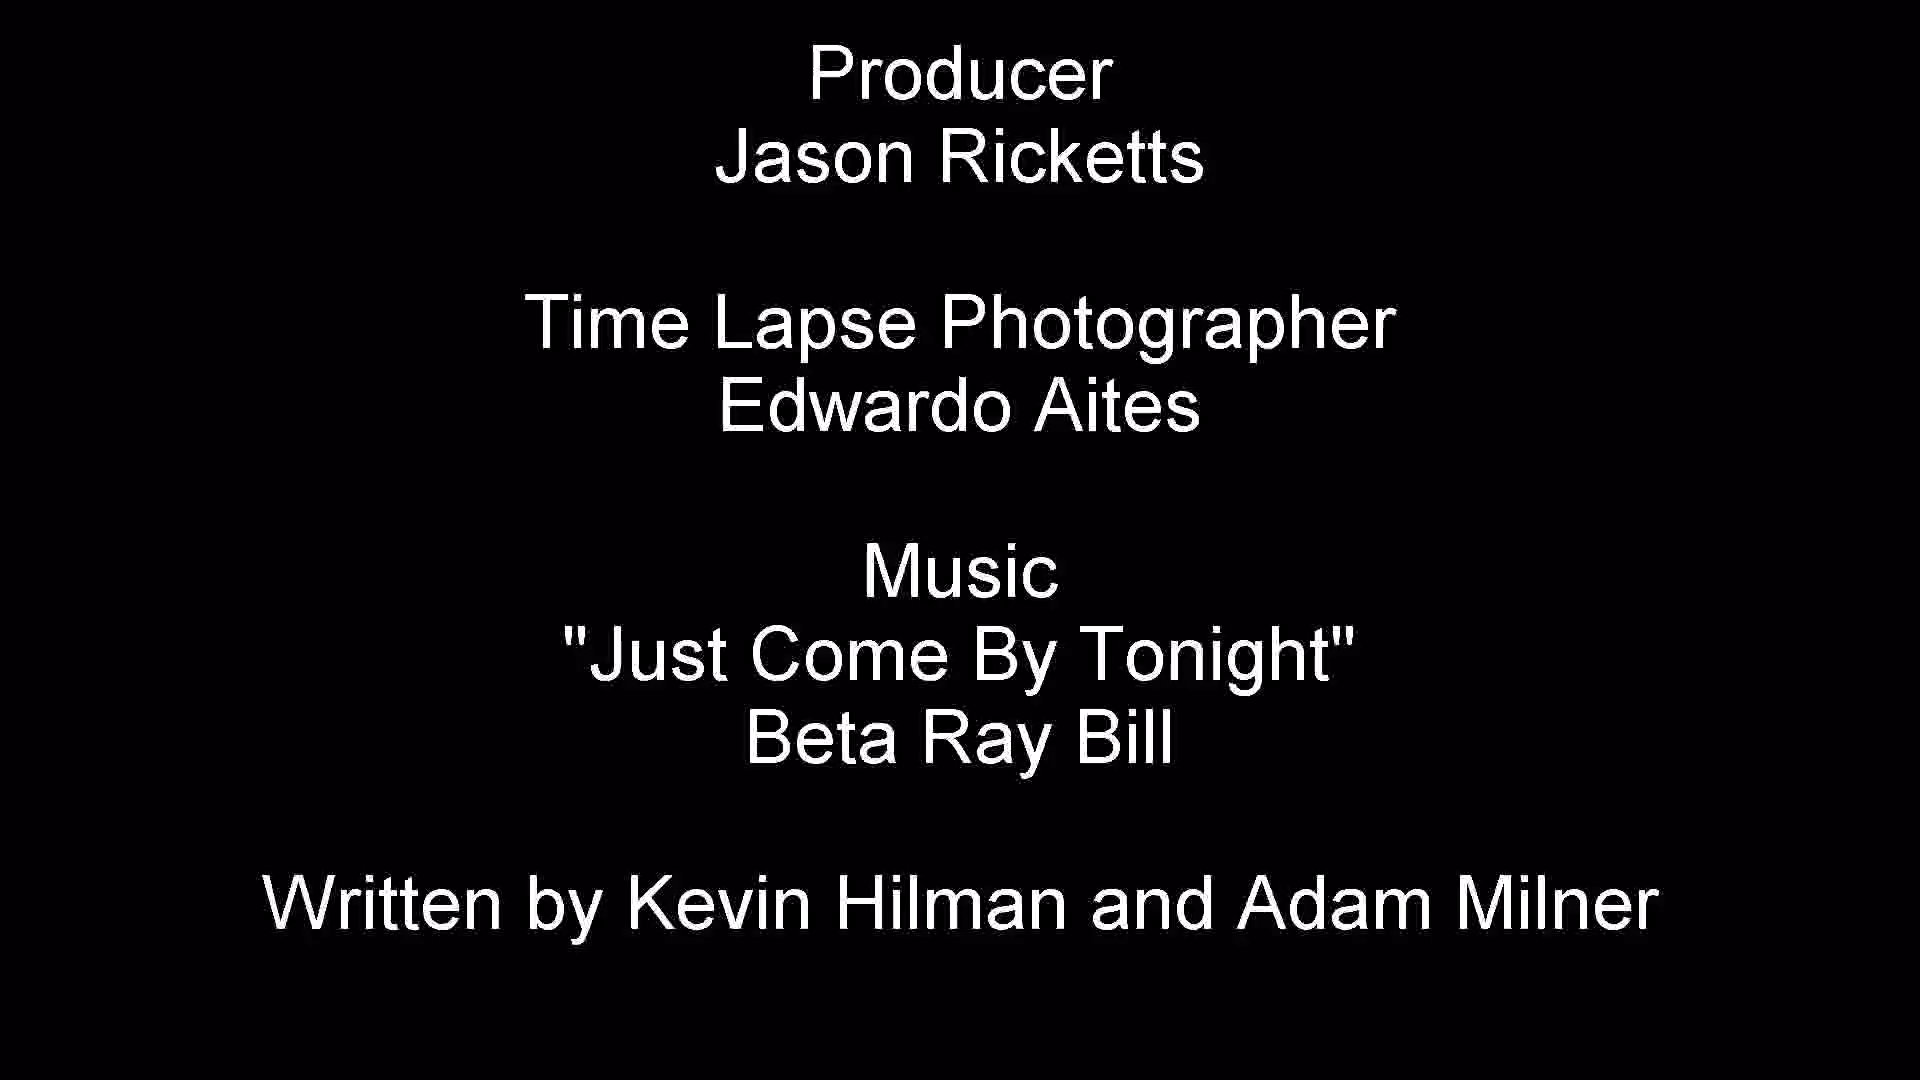 Producer
Jason Ricketts
Time Lapse Photographer
Edwardo Aites
Music
"Just Come By Tonight"
Beta Ray Bill
Written by Kevin Hilman and Adam Milner